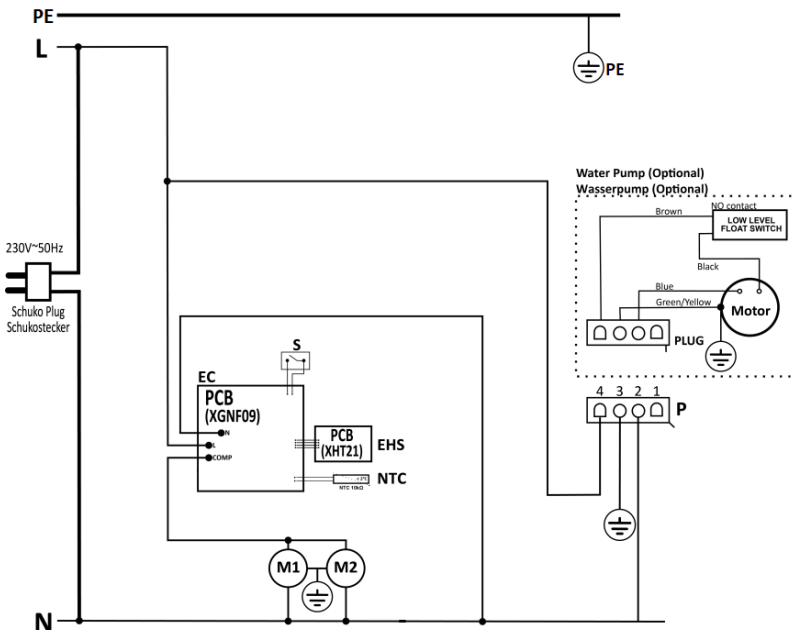 PE
L
PE
Water Pump (Optional)
Wasserpump (Optional)
NO contact
Brown
LOW LEVEL
FLOAT SWITCH
Black
230V~50Hz
Blue
Green/Yellow
Motor
Schuko Plug
Schukostecker
PLUG
S
EC
PCB
(XGNF09)
4 3 2 1
P
N
PCB
(XHT21)
EHS
L
COMP
NTC
NTC 10kΩ
M1
M2
N